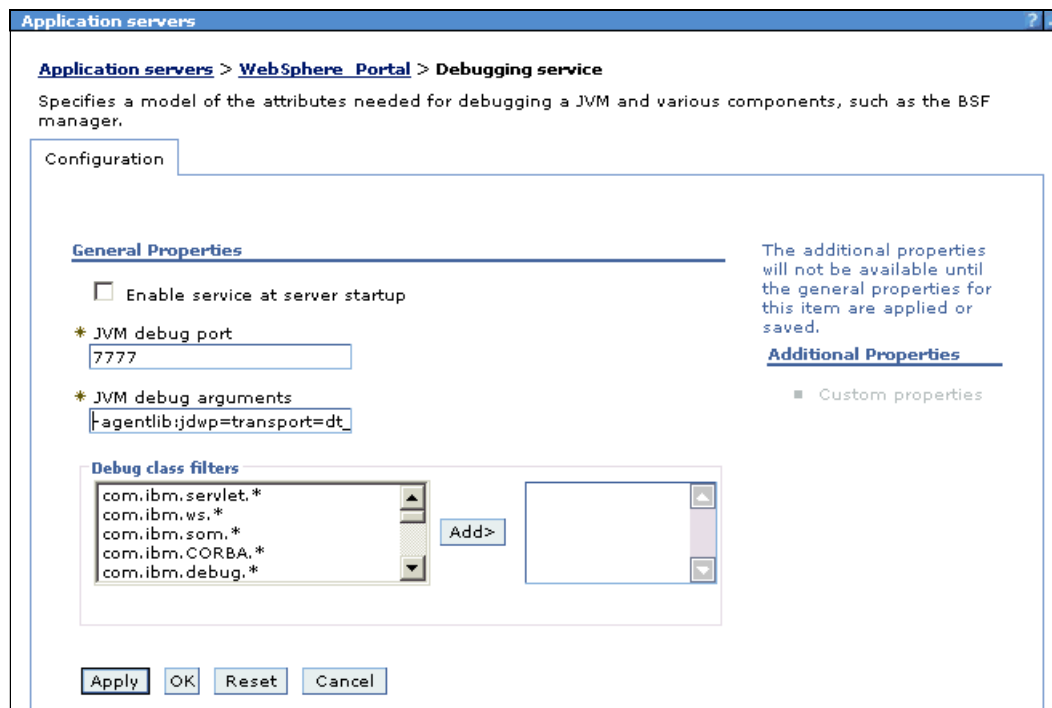 Application servers ?
Application servers > WebSphere_Portal > Debugging service
Specifies a model of the attributes needed for debugging a JVM and various components, such as the BSF
manager.
Configuration
General Properties
Enable service at server startup
* JVM debug port
7777
* JVM debug arguments
-agentlib:jdwp=transport=dt_
Debug class filters
com.ibm.servlet.*
com.ibm.ws.*
com.ibm.som.*
com.ibm.CORBA.*
com.ibm.debug.*
Add>
The additional properties
will not be available until
the general properties for
this item are applied or
saved.
Additional Properties
Custom properties
Apply OK Reset Cancel